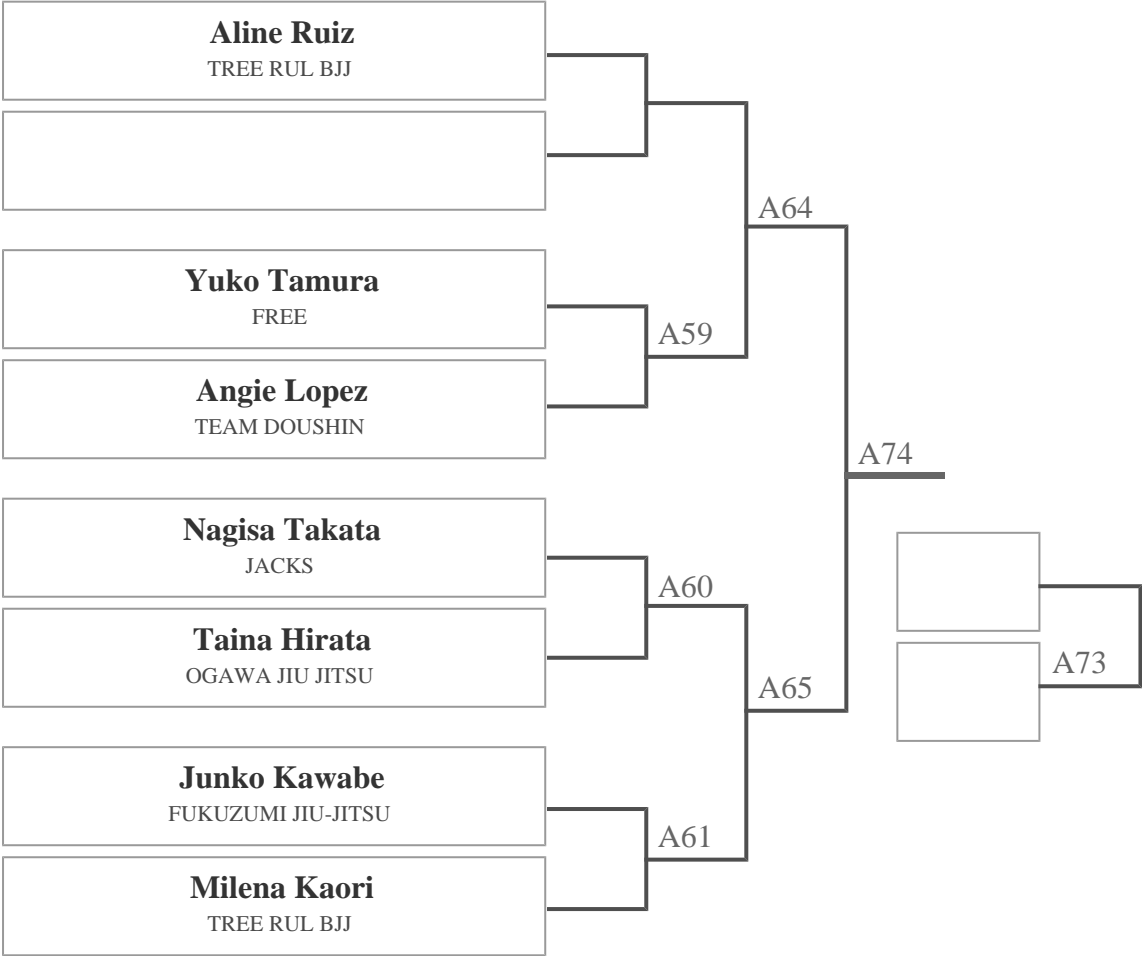 Aline Ruiz
TREE RUL BJJ
A64
Yuko Tamura
FREE
A59
Angie Lopez
TEAM DOUSHIN
A74
Nagisa Takata
JACKS
A60
Taina Hirata
OGAWA JIU JITSU
A65
A73
Junko Kawabe
FUKUZUMI JIU-JITSU
A61
Milena Kaori
TREE RUL BJJ